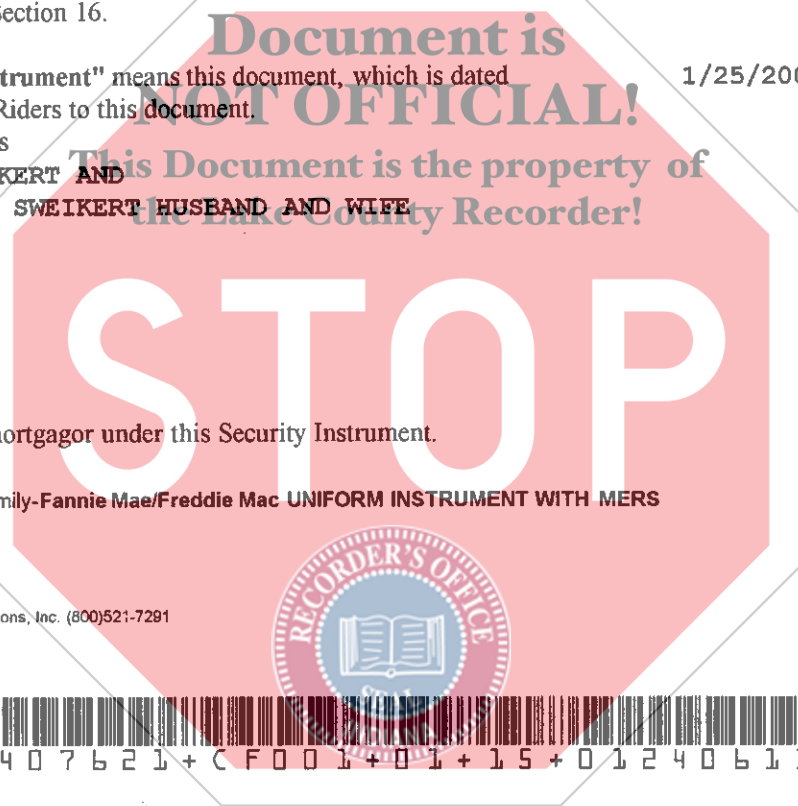 Section 16.
Document is
strument" means this document, which is dated 1/25/200
NOT OFFICIAL!
Riders to this document.
s
This Document is the property of
KERT AND
SWEIKERT HUSBAND AND WIFE
the Lake County Recorder!
STOP
ortgagor under this Security Instrument.
mily-Fannie Mae/Freddie Mac UNIFORM INSTRUMENT WITH MERS
RECORDER'S OFFICE
ons, Inc. (800)521-7291
SEAL
INDIANA
407621+CF001+01+15+0124061